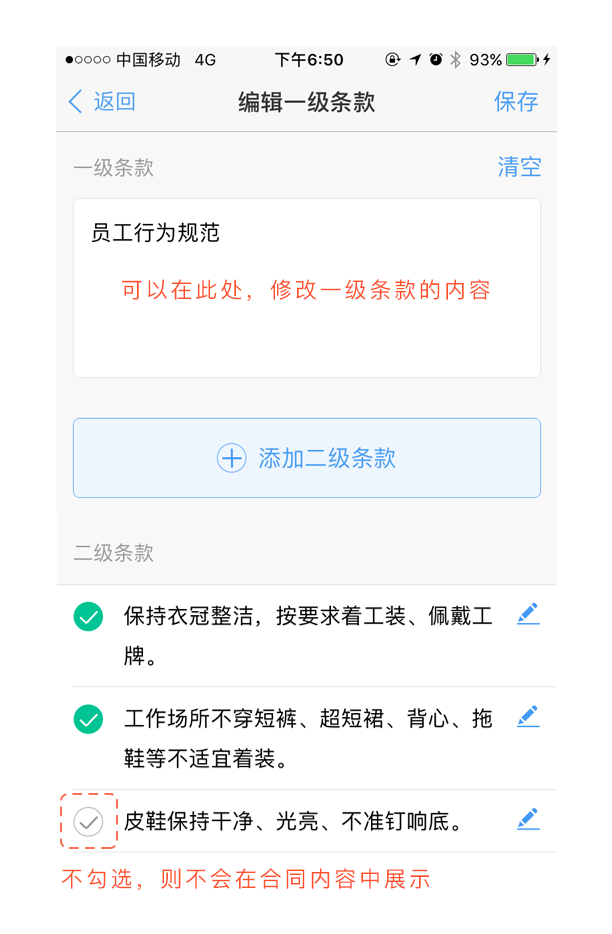 中国移动 4G 下午6:50 93%
返回 编辑一级条款 保存
一级条款 清空
员工行为规范
可以在此处，修改一级条款的内容
添加二级条款
二级条款
保持衣冠整洁，按要求着工装、佩戴工
牌。
工作场所不穿短裤、超短裙、背心、拖
鞋等不适宜着装。
皮鞋保持干净、光亮、不准钉响底。
不勾选，则不会在合同内容中展示